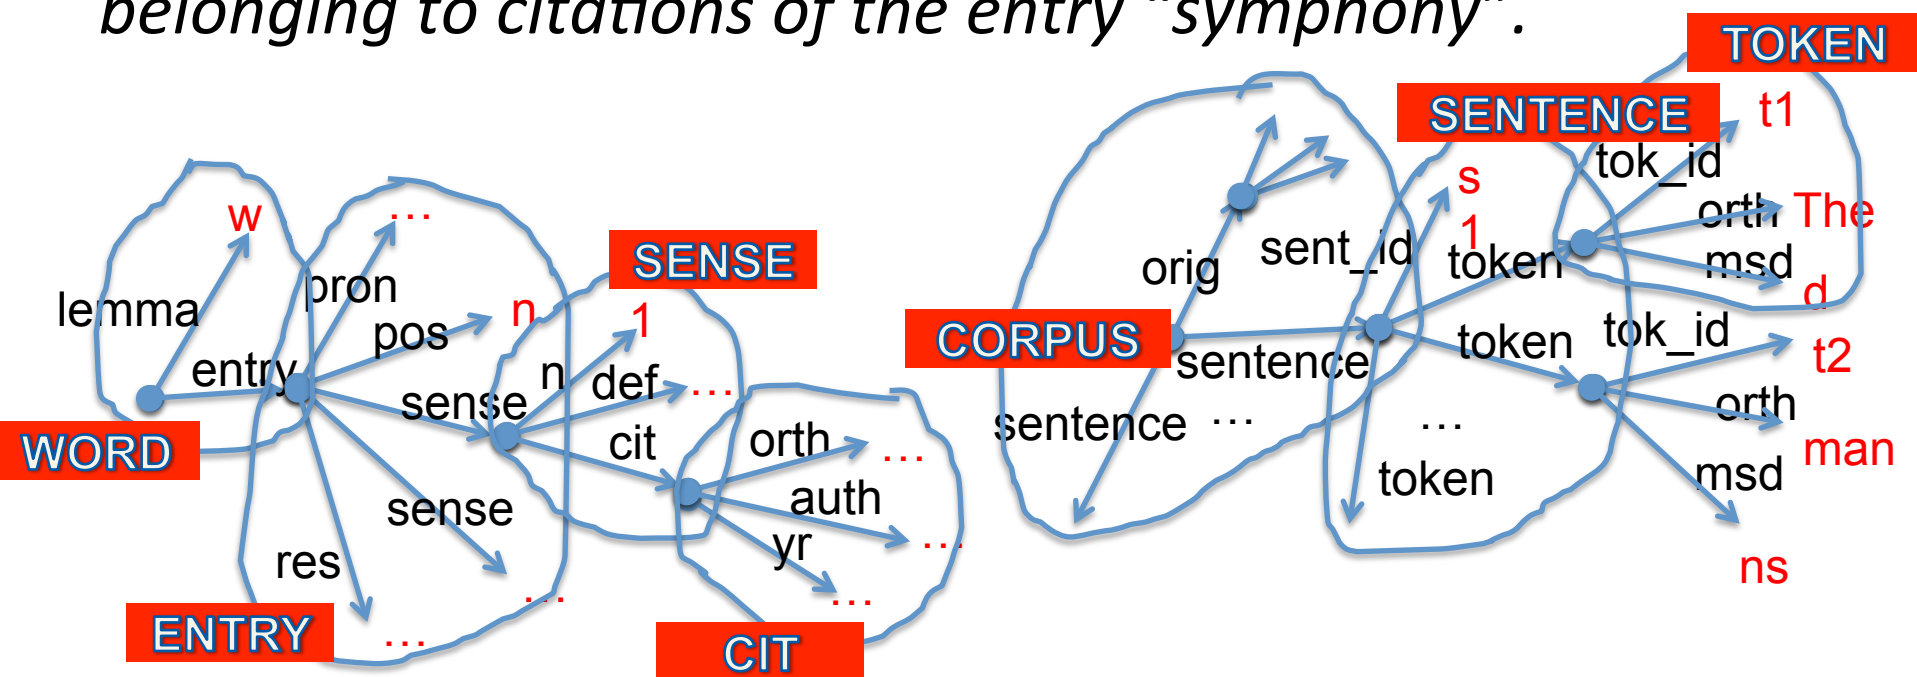 belonging to citations of the entry "symphony".
TOKEN
SENTENCE
t1
tok_id
s
1
orth
The
msd
d
token
sent_id
orig
CORPUS
sentence
sentence
…
token
tok_id
t2
orth
man
msd
ns
…
token
w
…
lemma
pron
pos
n
SENSE
1
entry
n
def
…
sense
cit
WORD
orth
…
auth
…
yr
…
sense
…
res
…
ENTRY
CIT